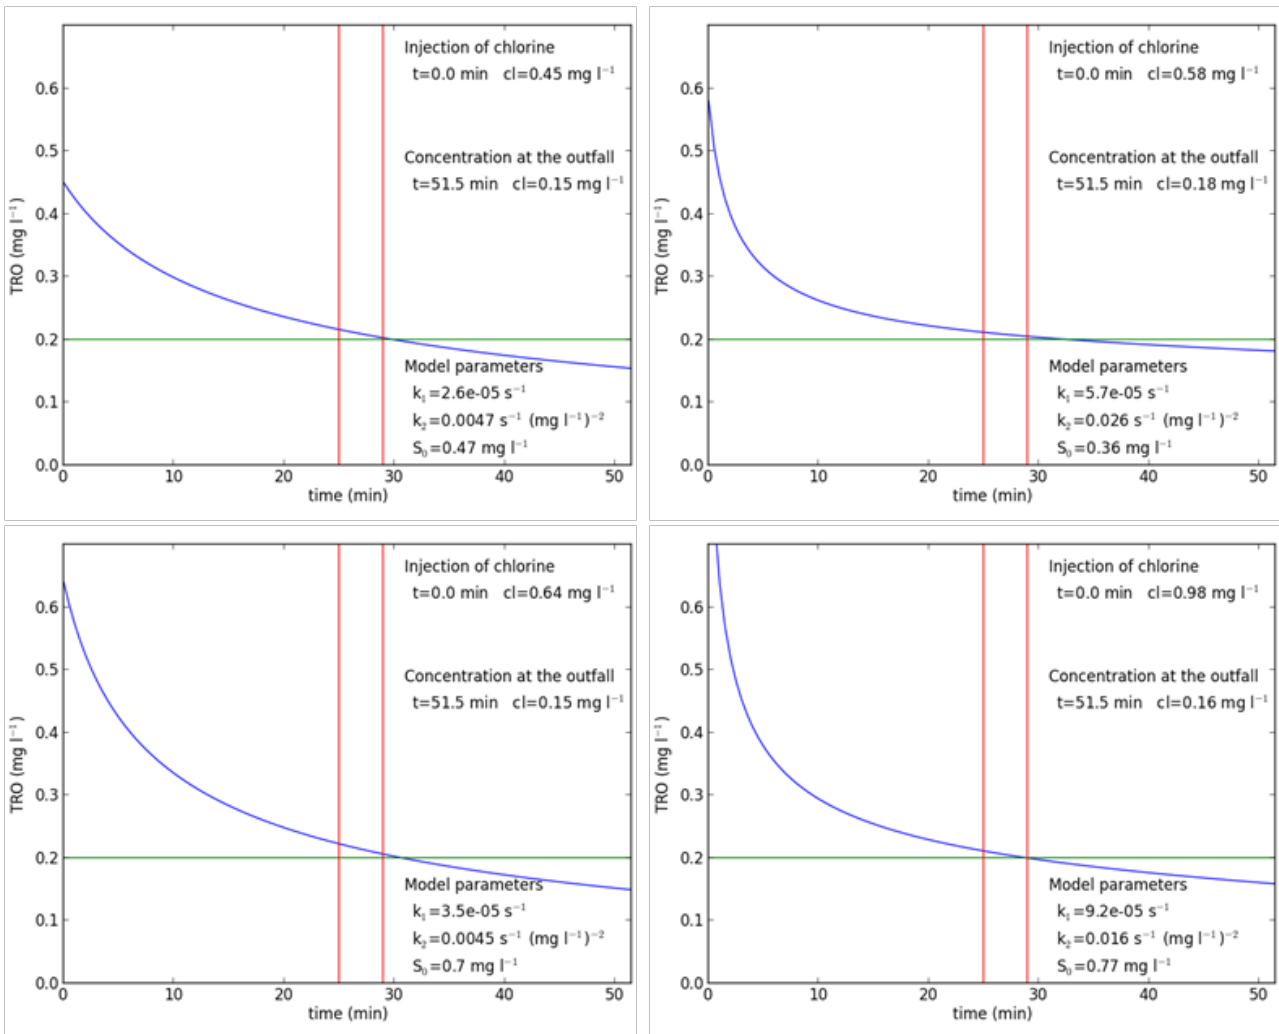 Injection of chlorine
t=0.0 min cl=0.45 mg l⁻¹
Concentration at the outfall
t=51.5 min cl=0.15 mg l⁻¹
Model parameters
k₁=2.6e-05 s⁻¹
k₂=0.0047 s⁻¹ (mg l⁻¹)⁻²
S₀=0.47 mg l⁻¹
TRO (mg l⁻¹)
0.6
0.5
0.4
0.3
0.2
0.1
0.0
0 10 20 30 40 50
time (min)
Injection of chlorine
t=0.0 min cl=0.58 mg l⁻¹
Concentration at the outfall
t=51.5 min cl=0.18 mg l⁻¹
Model parameters
k₁=5.7e-05 s⁻¹
k₂=0.026 s⁻¹ (mg l⁻¹)⁻²
S₀=0.36 mg l⁻¹
TRO (mg l⁻¹)
0.6
0.5
0.4
0.3
0.2
0.1
0.0
0 10 20 30 40 50
time (min)
Injection of chlorine
t=0.0 min cl=0.64 mg l⁻¹
Concentration at the outfall
t=51.5 min cl=0.15 mg l⁻¹
Model parameters
k₁=3.5e-05 s⁻¹
k₂=0.0045 s⁻¹ (mg l⁻¹)⁻²
S₀=0.7 mg l⁻¹
TRO (mg l⁻¹)
0.6
0.5
0.4
0.3
0.2
0.1
0.0
0 10 20 30 40 50
time (min)
Injection of chlorine
t=0.0 min cl=0.98 mg l⁻¹
Concentration at the outfall
t=51.5 min cl=0.16 mg l⁻¹
Model parameters
k₁=9.2e-05 s⁻¹
k₂=0.016 s⁻¹ (mg l⁻¹)⁻²
S₀=0.77 mg l⁻¹
TRO (mg l⁻¹)
0.6
0.5
0.4
0.3
0.2
0.1
0.0
0 10 20 30 40 50
time (min)